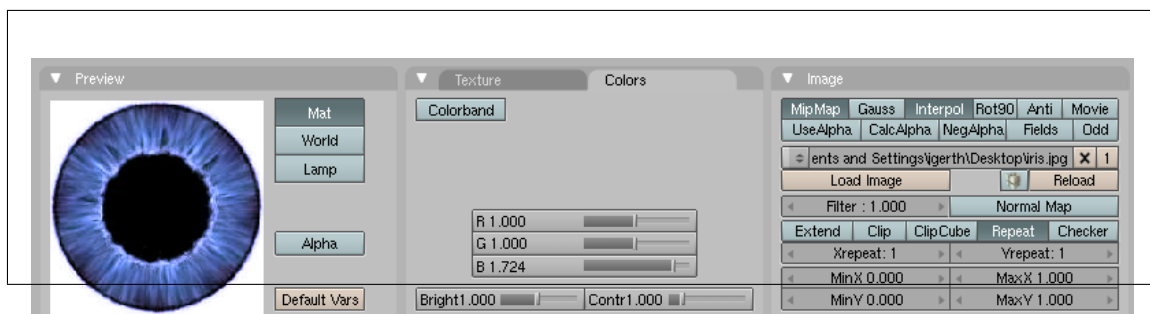 Preview
Mat
World
Lamp
Alpha
Default Vars
Texture Colors
Colorband
R 1.000
G 1.000
B 1.724
Bright1.000 Contr1.000
Image
MipMap Gauss Interpol Rot90 Anti Movie
UseAlpha CalcAlpha NegAlpha Fields Odd
ents and Settings\igerth\Desktop\iris.jpg 1
Load Image Reload
Filter : 1.000 Normal Map
Extend Clip ClipCube Repeat Checker
Xrepeat: 1 Yrepeat: 1
MinX 0.000 MaxX 1.000
MinY 0.000 MaxY 1.000